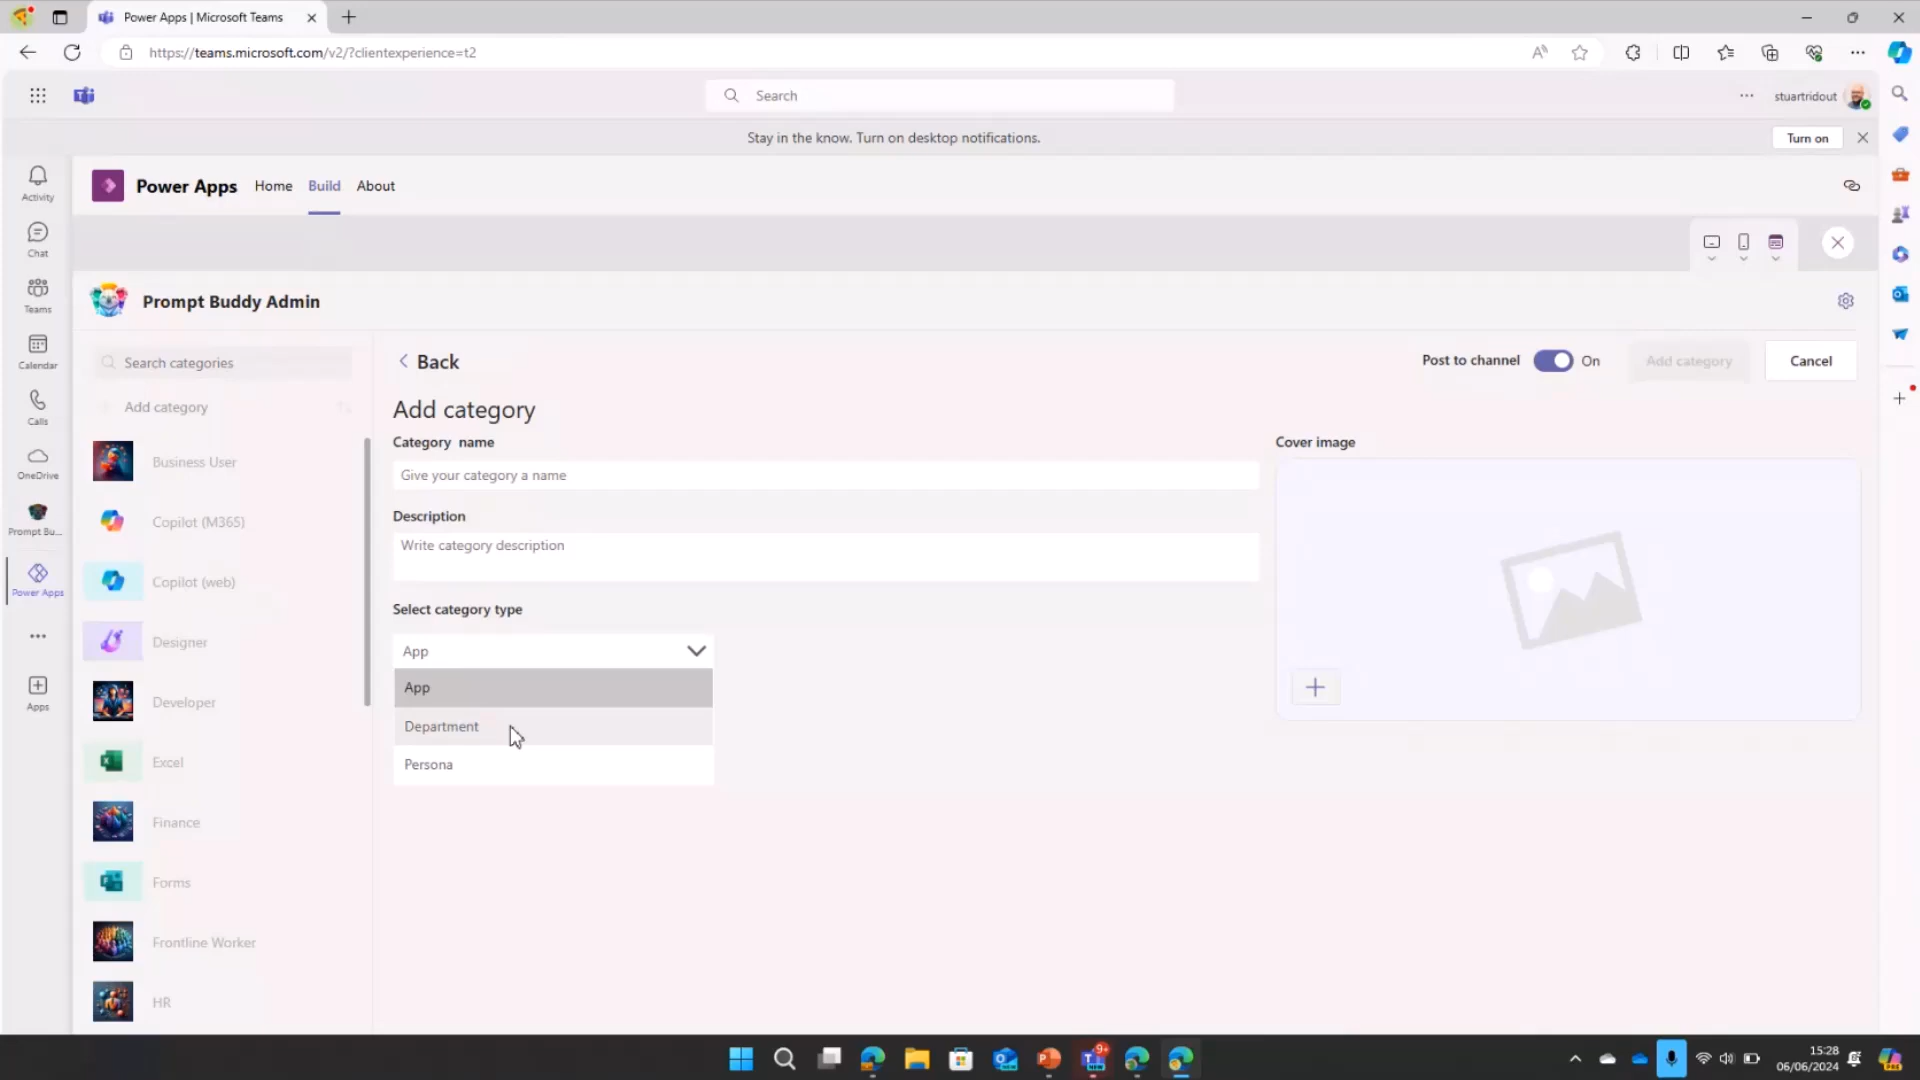 Power Apps | Microsoft Teams
https://teams.microsoft.com/v2/?clientexperience=t2
Search
stuartridout
Stay in the know. Turn on desktop notifications.
Turn on
Power Apps
Home
Build
About
Activity
Chat
Teams
Calendar
Calls
OneDrive
Prompt Bu...
Power Apps
Apps
Prompt Buddy Admin
Search categories
Add category
Business User
Copilot (M365)
Copilot (web)
Designer
Developer
Excel
Finance
Forms
Frontline Worker
HR
Back
Post to channel
On
Add category
Cancel
Add category
Category name
Give your category a name
Description
Write category description
Select category type
App
App
Department
Persona
Cover image
9+
15:28
06/06/2024